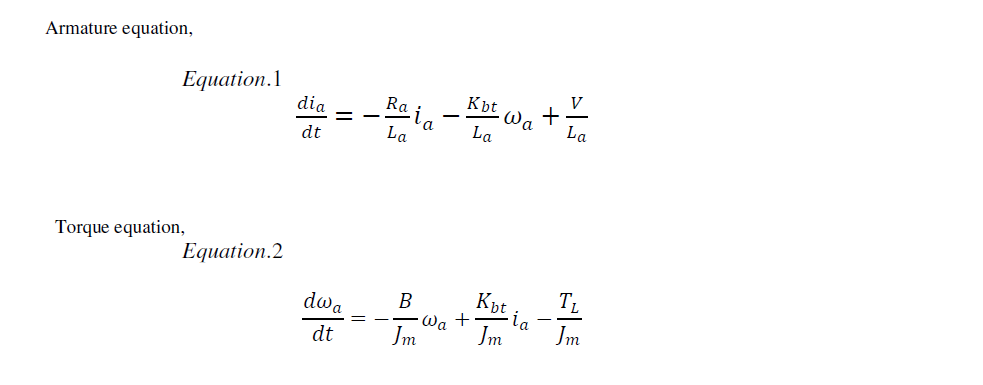 Armature equation,
Equation.1
di_a/dt = −(R_a/L_a) i_a − (K_bt/L_a) ω_a + V/L_a
Torque equation,
Equation.2
dω_a/dt = −(B/J_m) ω_a + (K_bt/J_m) i_a − T_L/J_m